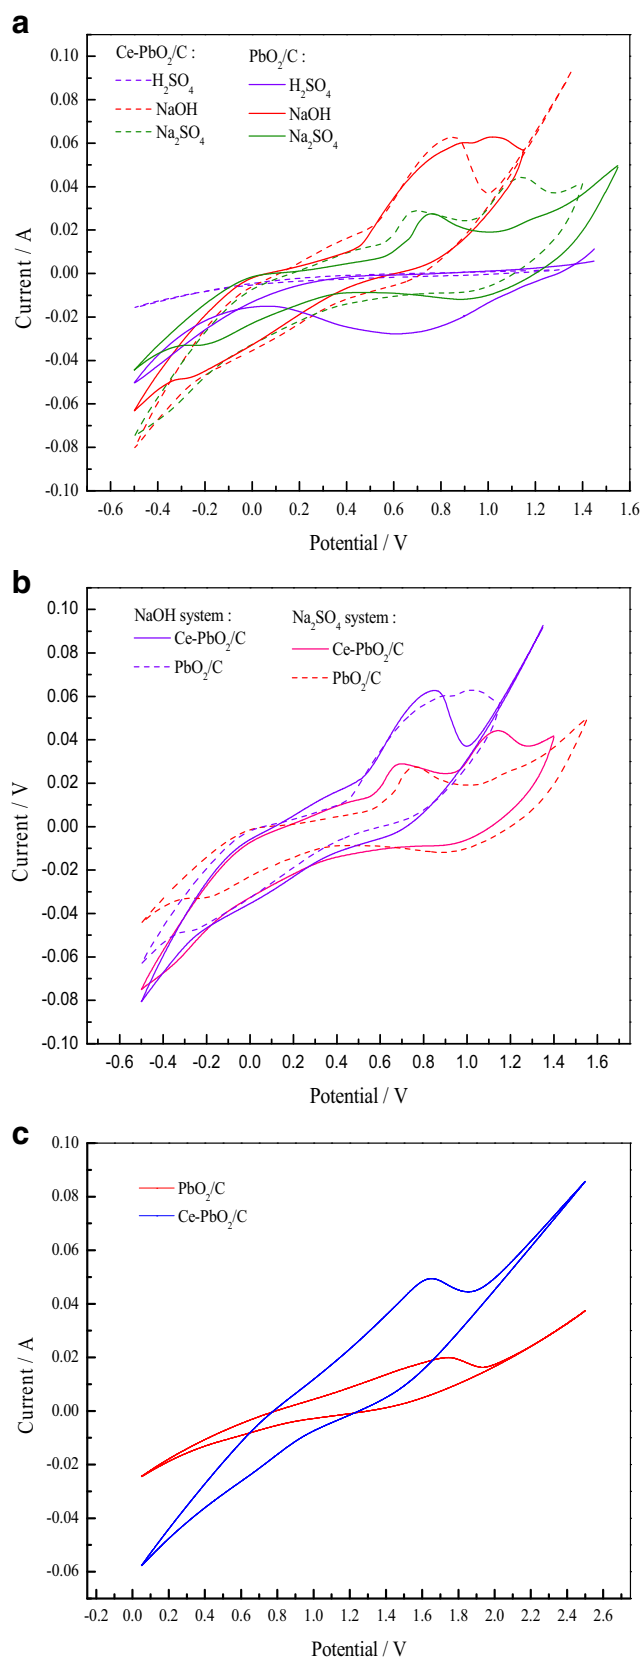 a
Ce-PbO₂/C :
H₂SO₄
NaOH
Na₂SO₄
PbO₂/C :
H₂SO₄
NaOH
Na₂SO₄
0.10
0.08
0.06
0.04
0.02
0.00
-0.02
-0.04
-0.06
-0.08
-0.10
Current / A
-0.6 -0.4 -0.2 0.0 0.2 0.4 0.6 0.8 1.0 1.2 1.4 1.6
Potential / V
b
NaOH system :
Ce-PbO₂/C
PbO₂/C
Na₂SO₄ system :
Ce-PbO₂/C
PbO₂/C
0.10
0.08
0.06
0.04
0.02
0.00
-0.02
-0.04
-0.06
-0.08
-0.10
Current / V
-0.6 -0.4 -0.2 0.0 0.2 0.4 0.6 0.8 1.0 1.2 1.4 1.6
Potential / V
c
PbO₂/C
Ce-PbO₂/C
0.10
0.08
0.06
0.04
0.02
0.00
-0.02
-0.04
-0.06
Current / A
-0.2 0.0 0.2 0.4 0.6 0.8 1.0 1.2 1.4 1.6 1.8 2.0 2.2 2.4 2.6
Potential / V